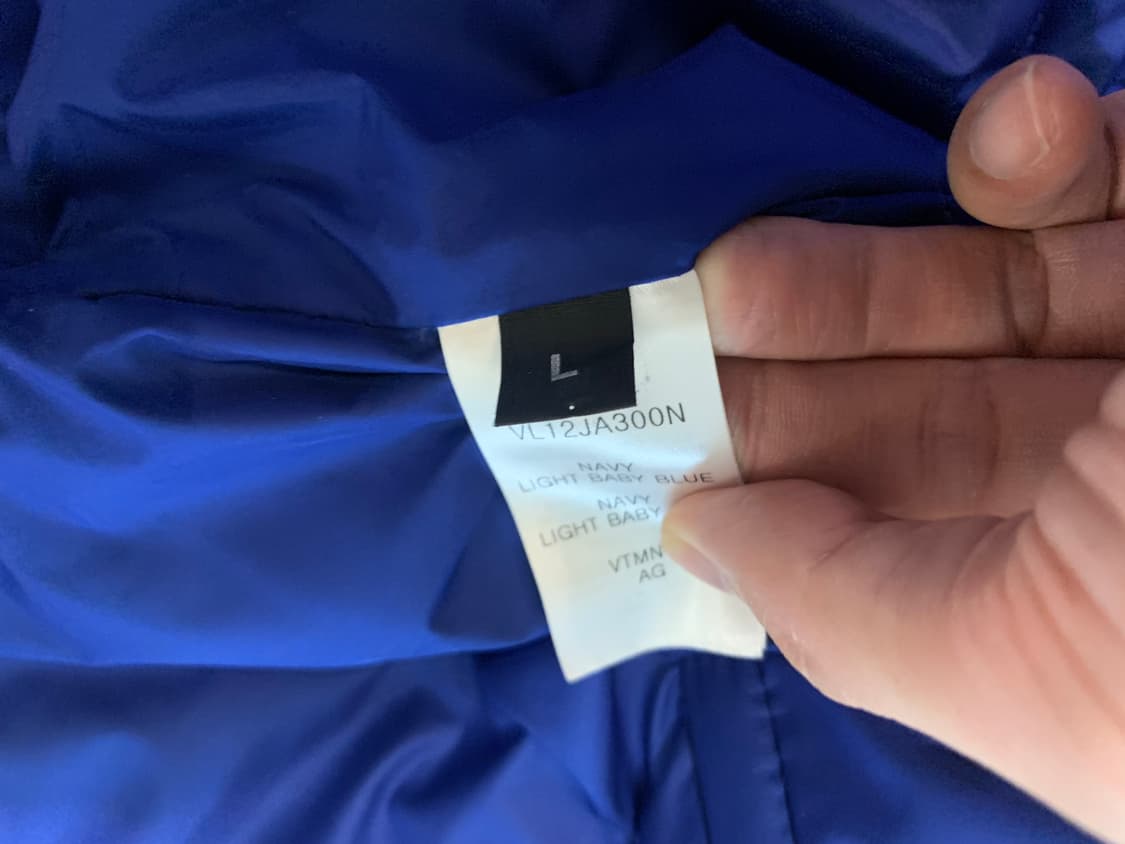 L
VL12JA300N
NAVY
LIGHT BABY BLUE
NAVY
LIGHT BABY
VTMN
AG